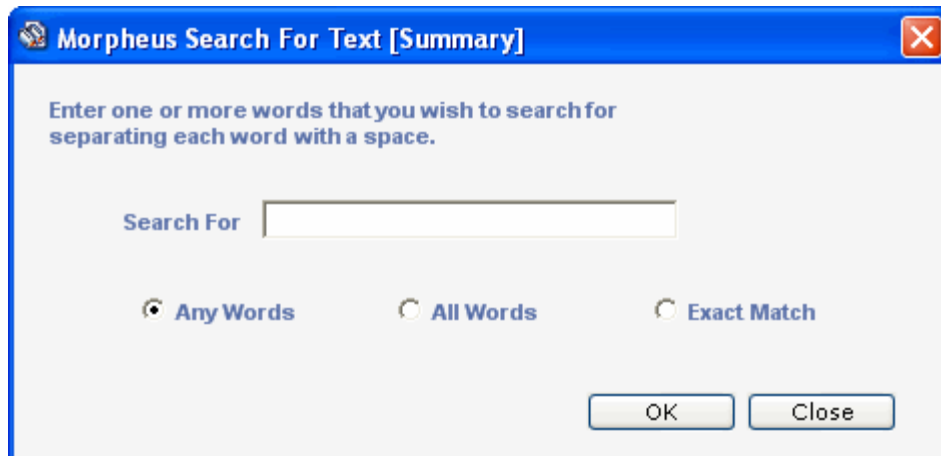 Morpheus Search For Text [Summary]
Enter one or more words that you wish to search for
separating each word with a space.
Search For
Any Words All Words Exact Match
OK Close